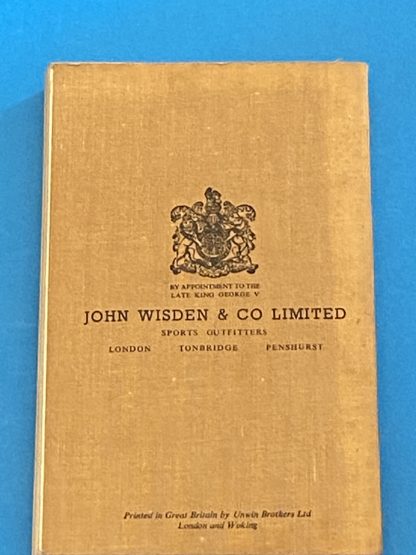 BY APPOINTMENT TO THE
LATE KING GEORGE V
JOHN WISDEN & CO LIMITED
SPORTS OUTFITTERS
LONDON TONBRIDGE PENSHURST
Printed in Great Britain by Unwin Brothers Ltd
London and Woking